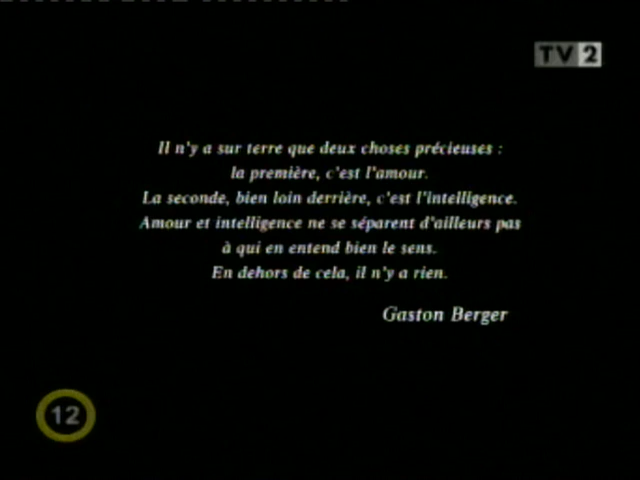 TV2
Il n'y a sur terre que deux choses précieuses :
la première, c'est l'amour.
La seconde, bien loin derrière, c'est l'intelligence.
Amour et intelligence ne se séparent d'ailleurs pas
à qui en entend bien le sens.
En dehors de cela, il n'y a rien.
Gaston Berger
12